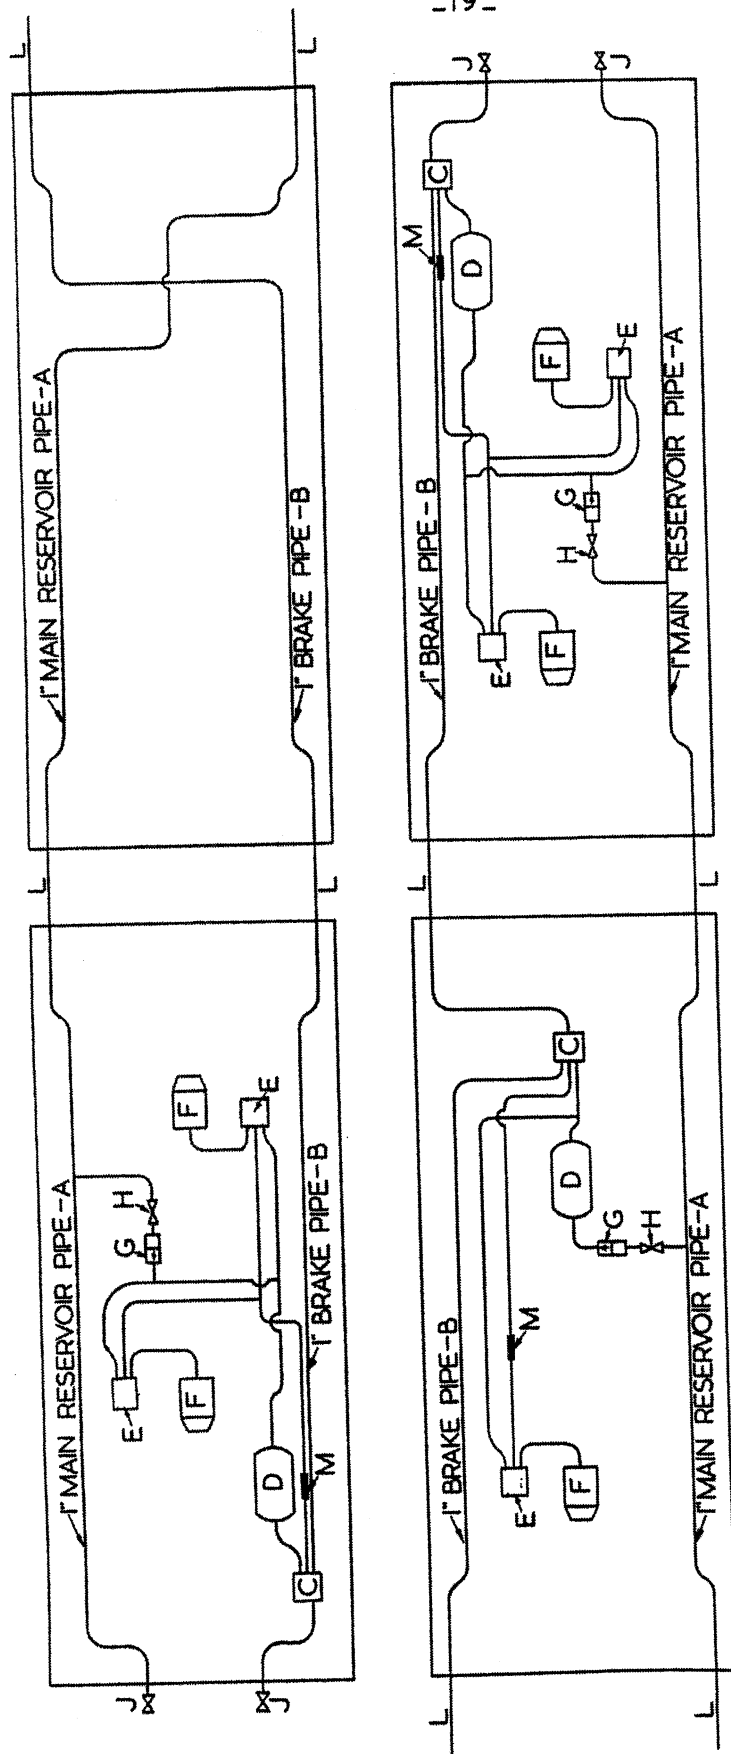 -19-
L
L
1" MAIN RESERVOIR PIPE-A
1" BRAKE PIPE-B
L
L
1" MAIN RESERVOIR PIPE-A
H
G
F
E
E
F
1" BRAKE PIPE-B
D
M
C
J
J
J
J
C
M
D
F
E
1" BRAKE PIPE-B
G
H
E
F
1" MAIN RESERVOIR PIPE-A
L
L
C
D
G
H
1" BRAKE PIPE-B
M
E
F
1" MAIN RESERVOIR PIPE-A
L
L